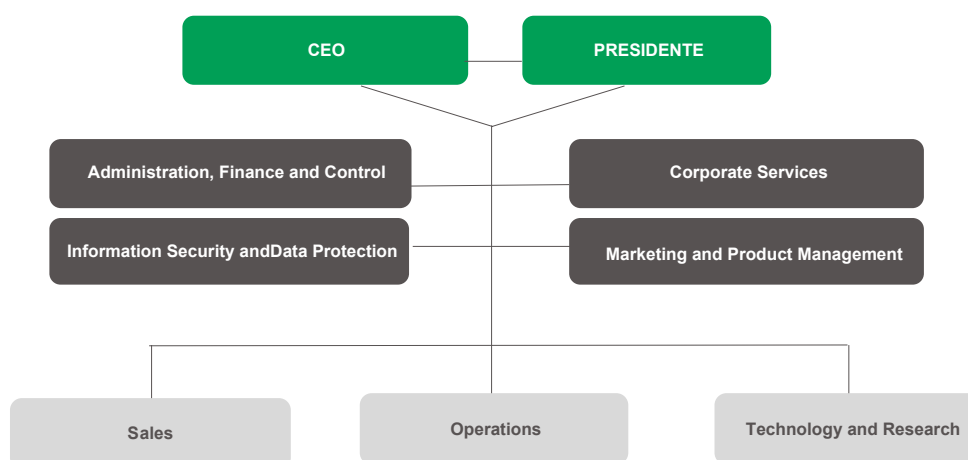 CEO
PRESIDENTE
Administration, Finance and Control
Corporate Services
Information Security andData Protection
Marketing and Product Management
Sales
Operations
Technology and Research